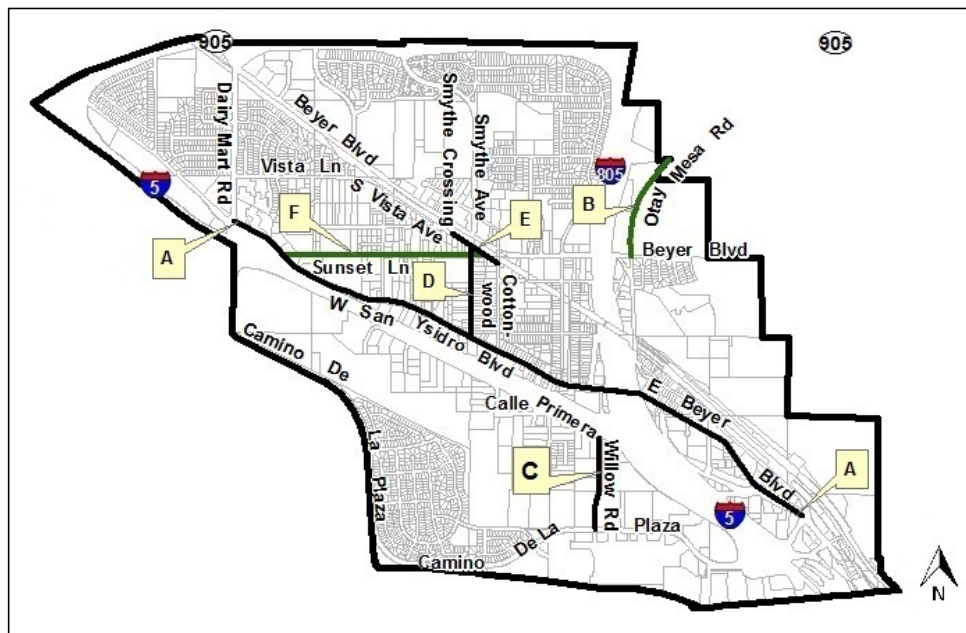 905
905
Dairy Mart Rd
Beyer Blvd
Smythe Crossing
Smythe Ave
Vista Ln
S Vista Ave
5
805
Otay Mesa Rd
B
F
E
A
Beyer Blvd
Sunset Ln
D
Cotton-
wood
W San Ysidro Blvd
Camino De
La Plaza
Calle Primera
E Beyer Blvd
C
Willow Rd
A
5
De La Plaza
Camino
N